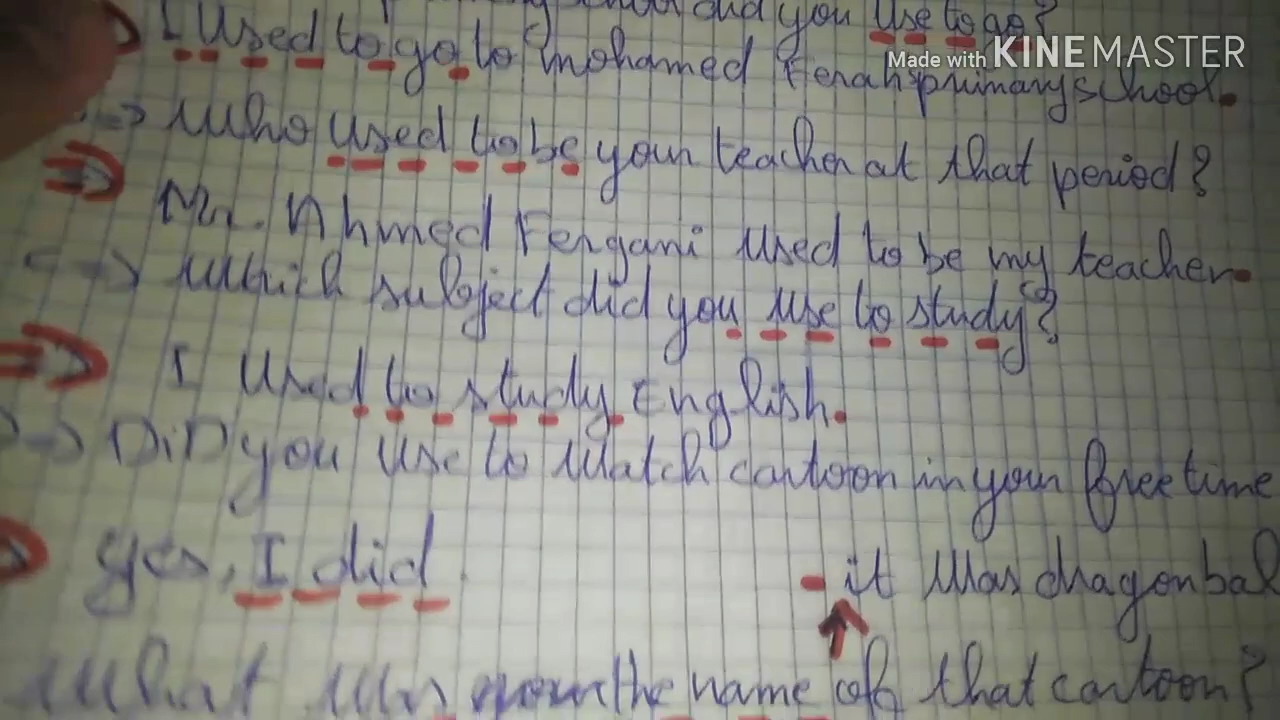 did you use to go?
I used to go to mohamed Ferahsprimaryschool.
Made with KINEMASTER
Who used to be your teacher at that period?
Mr. Ahmed Fergani used to be my teacher.
Which subject did you use to study?
I used to study English.
DiD you use to watch cartoon in your free time
yes, I did
- it was dragonbal
What was the name of that cartoon?